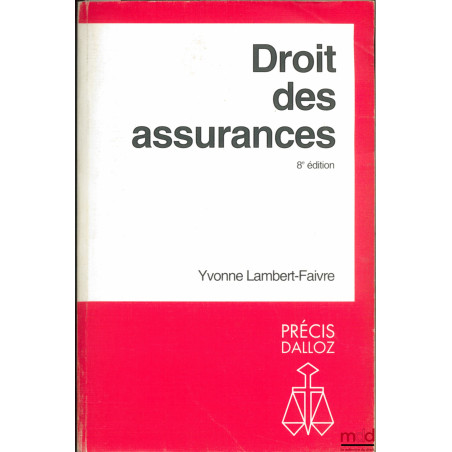 Droit
des
assurances
8e édition
Yvonne Lambert-Faivre
PRÉCIS
DALLOZ